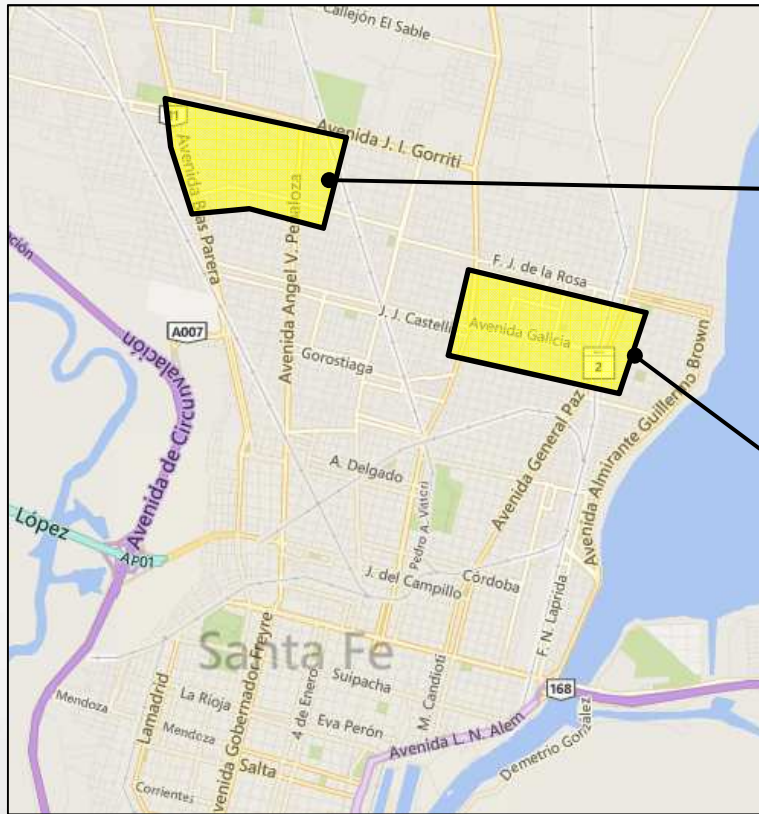 Callejón El Sable
11
Avenida J. I. Gorriti
Avenida Blas Parera
Avenida Angel V. Peñaloza
F. J. de la Rosa
J. J. Castelli
Avenida Galicia
A007
2
Gorostiaga
Avenida de Circunvalación
Avenida Almirante Guillermo Brown
Avenida General Paz
A. Delgado
Pedro A. Vittori
López
AP01
J. del Campillo
Córdoba
F. N. Laprida
Santa Fe
Suipacha
168
Mendoza
Lamadrid
La Rioja
4 de Enero
M. Candioti
Eva Perón
Mendoza
Avenida L. N. Alem
Demetrio González
Salta
Avenida Gobernador Freyre
Corrientes